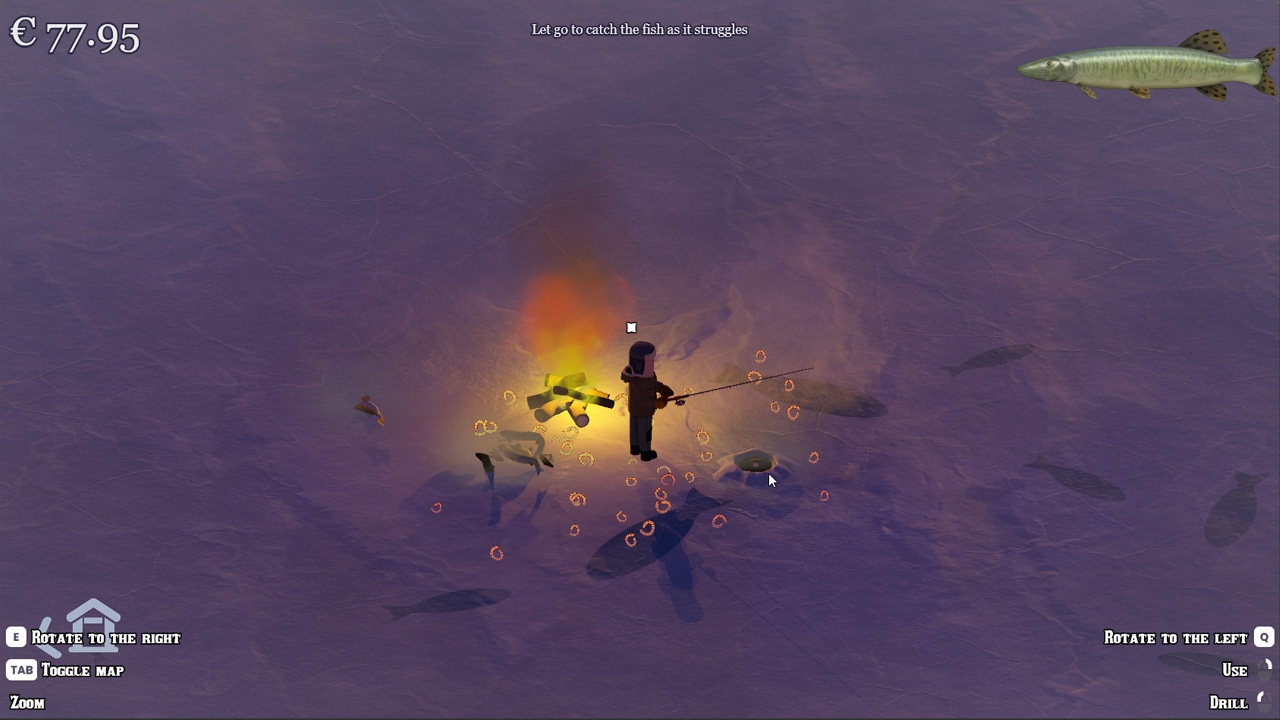 € 77.95
Let go to catch the fish as it struggles
E Rotate to the right
TAB Toggle map
Zoom
Rotate to the left Q
Use
Drill